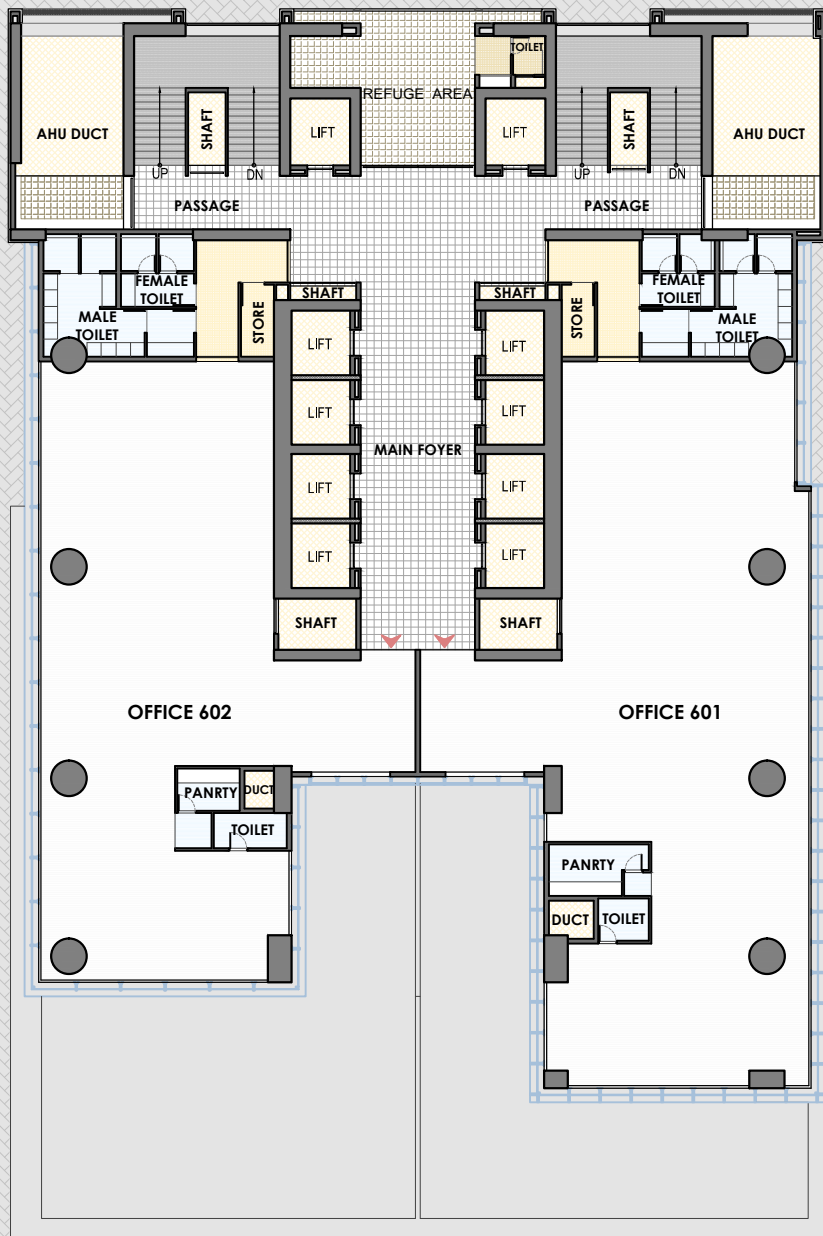 TOILET
REFUGE AREA
AHU DUCT
SHAFT
LIFT
LIFT
SHAFT
AHU DUCT
UP
DN
UP
DN
PASSAGE
PASSAGE
FEMALE
TOILET
MALE
TOILET
STORE
SHAFT
SHAFT
STORE
FEMALE
TOILET
MALE
TOILET
LIFT
LIFT
LIFT
LIFT
MAIN FOYER
LIFT
LIFT
LIFT
LIFT
SHAFT
SHAFT
OFFICE 602
OFFICE 601
PANRTY
DUCT
TOILET
PANRTY
DUCT
TOILET